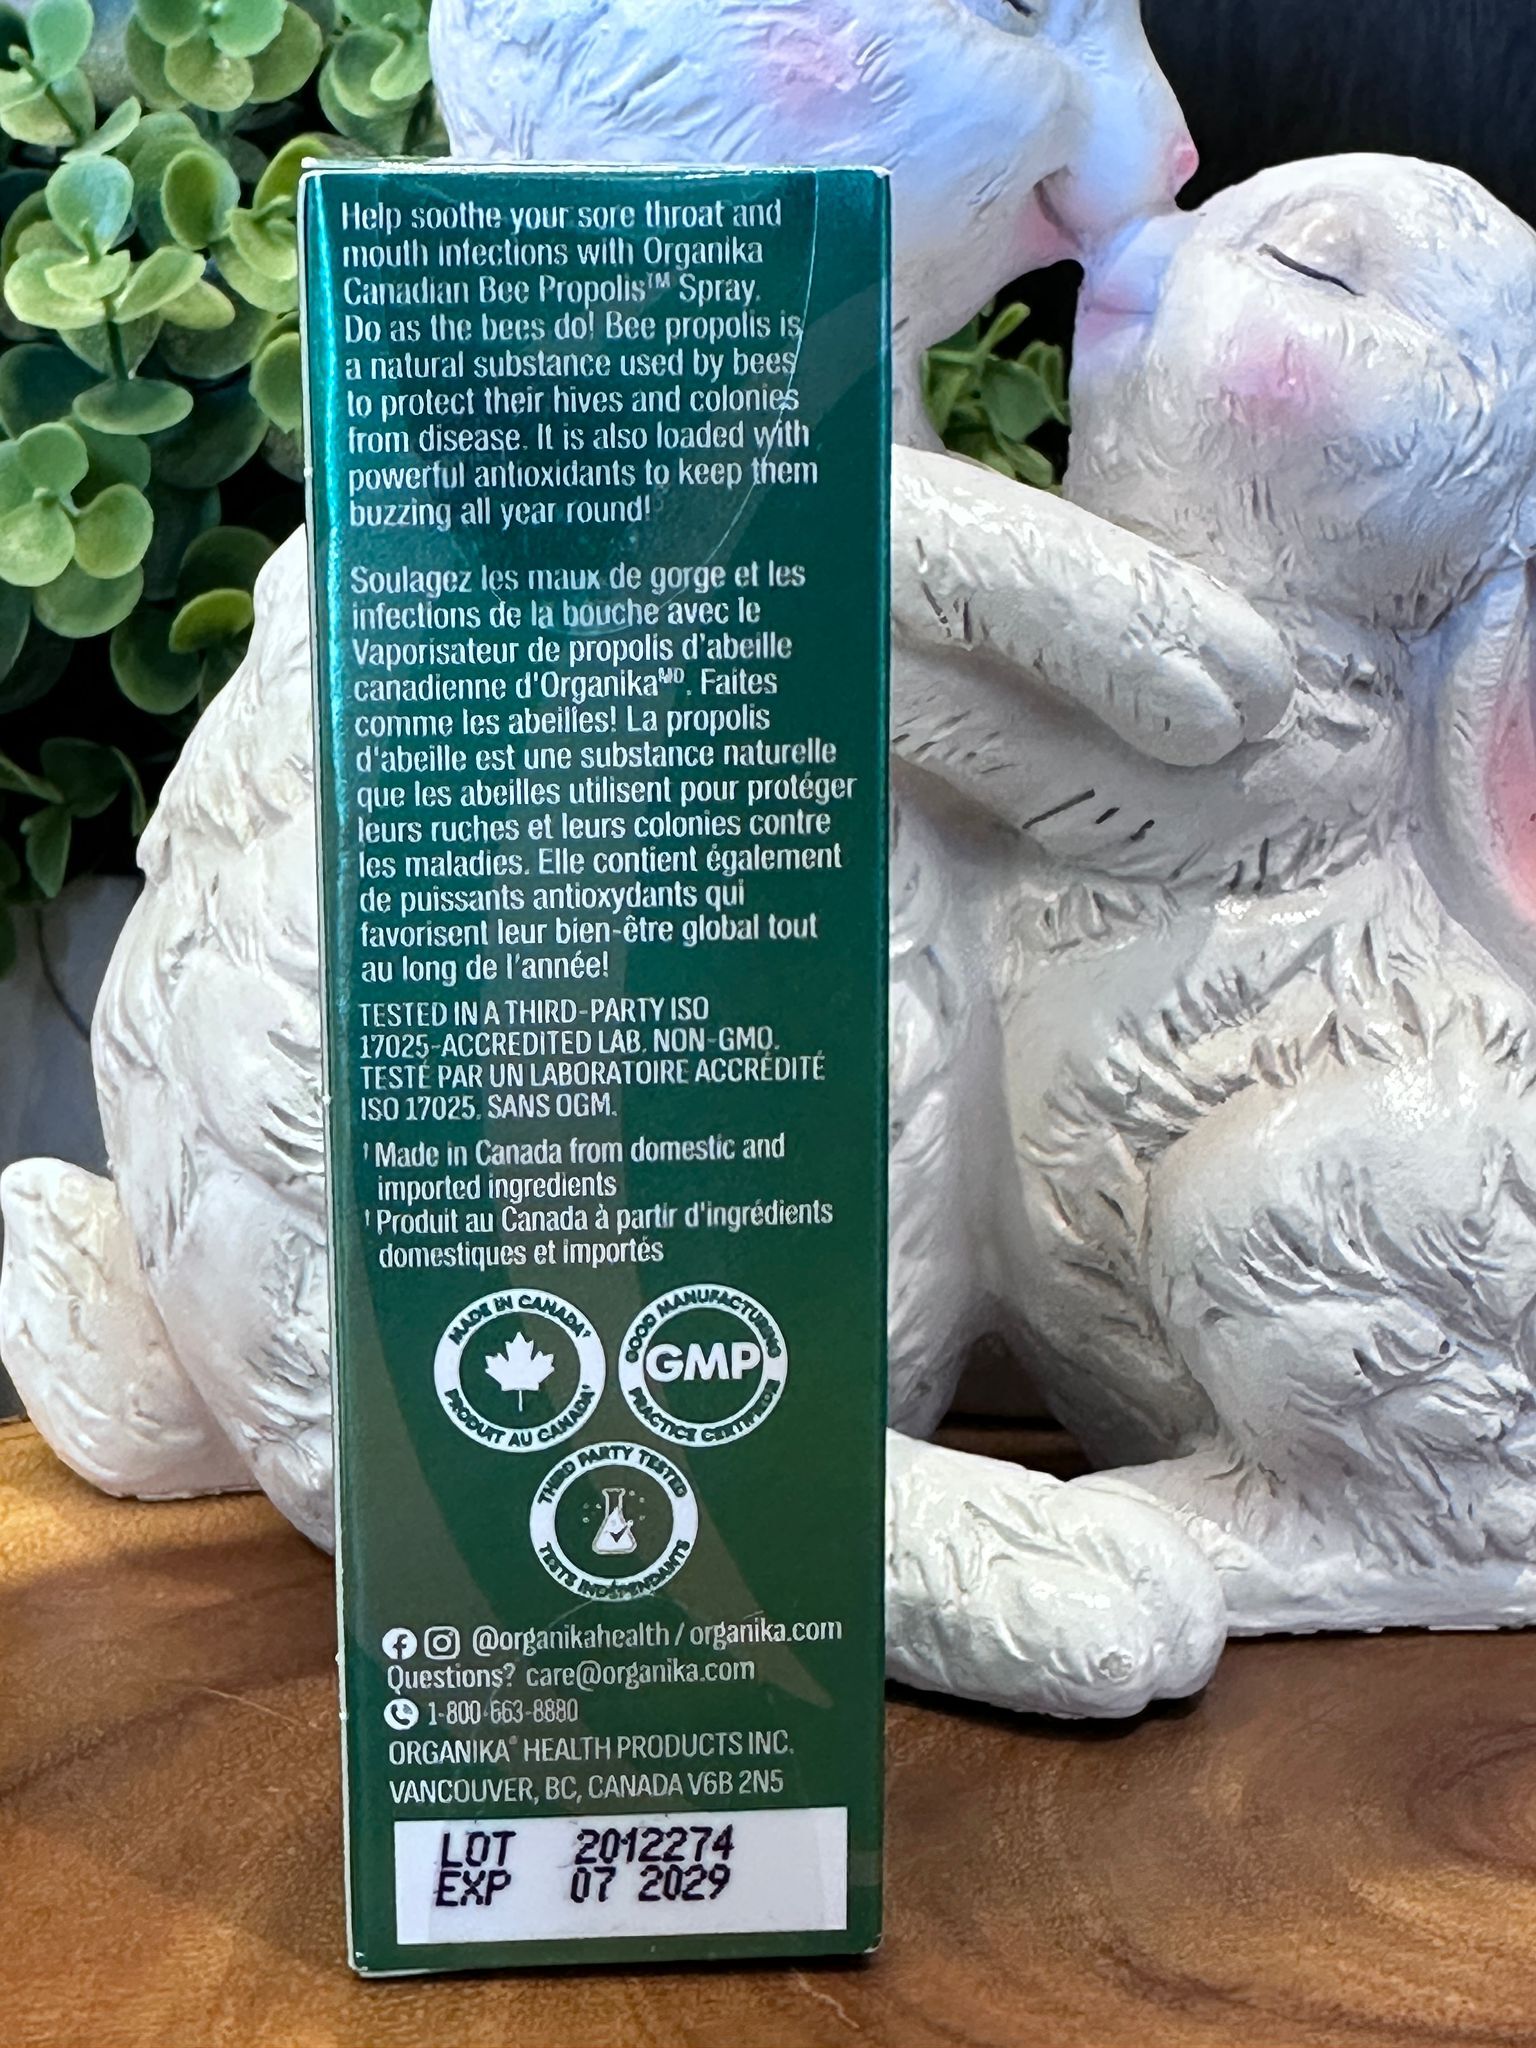 Help soothe your sore throat and
mouth infections with Organika
Canadian Bee Propolis™ Spray.
Do as the bees do! Bee propolis is
a natural substance used by bees
to protect their hives and colonies
from disease. It is also loaded with
powerful antioxidants to keep them
buzzing all year round!
Soulagez les maux de gorge et les
infections de la bouche avec le
Vaporisateur de propolis d'abeille
canadienne d'Organikaᴹᴰ. Faites
comme les abeilles! La propolis
d'abeille est une substance naturelle
que les abeilles utilisent pour protéger
leurs ruches et leurs colonies contre
les maladies. Elle contient également
de puissants antioxydants qui
favorisent leur bien-être global tout
au long de l'année!
TESTED IN A THIRD-PARTY ISO
17025-ACCREDITED LAB. NON-GMO.
TESTÉ PAR UN LABORATOIRE ACCRÉDITÉ
ISO 17025. SANS OGM.
† Made in Canada from domestic and
imported ingredients
† Produit au Canada à partir d'ingrédients
domestiques et importés
MADE IN CANADA†
PRODUIT AU CANADA†
GOOD MANUFACTURING
GMP
PRACTICE CERTIFIED
THIRD PARTY TESTED
TESTS INDÉPENDANTS
@organikahealth / organika.com
Questions? care@organika.com
1-800-663-8880
ORGANIKA® HEALTH PRODUCTS INC.
VANCOUVER, BC, CANADA V6B 2N5
LOT 2012274
EXP 07 2029